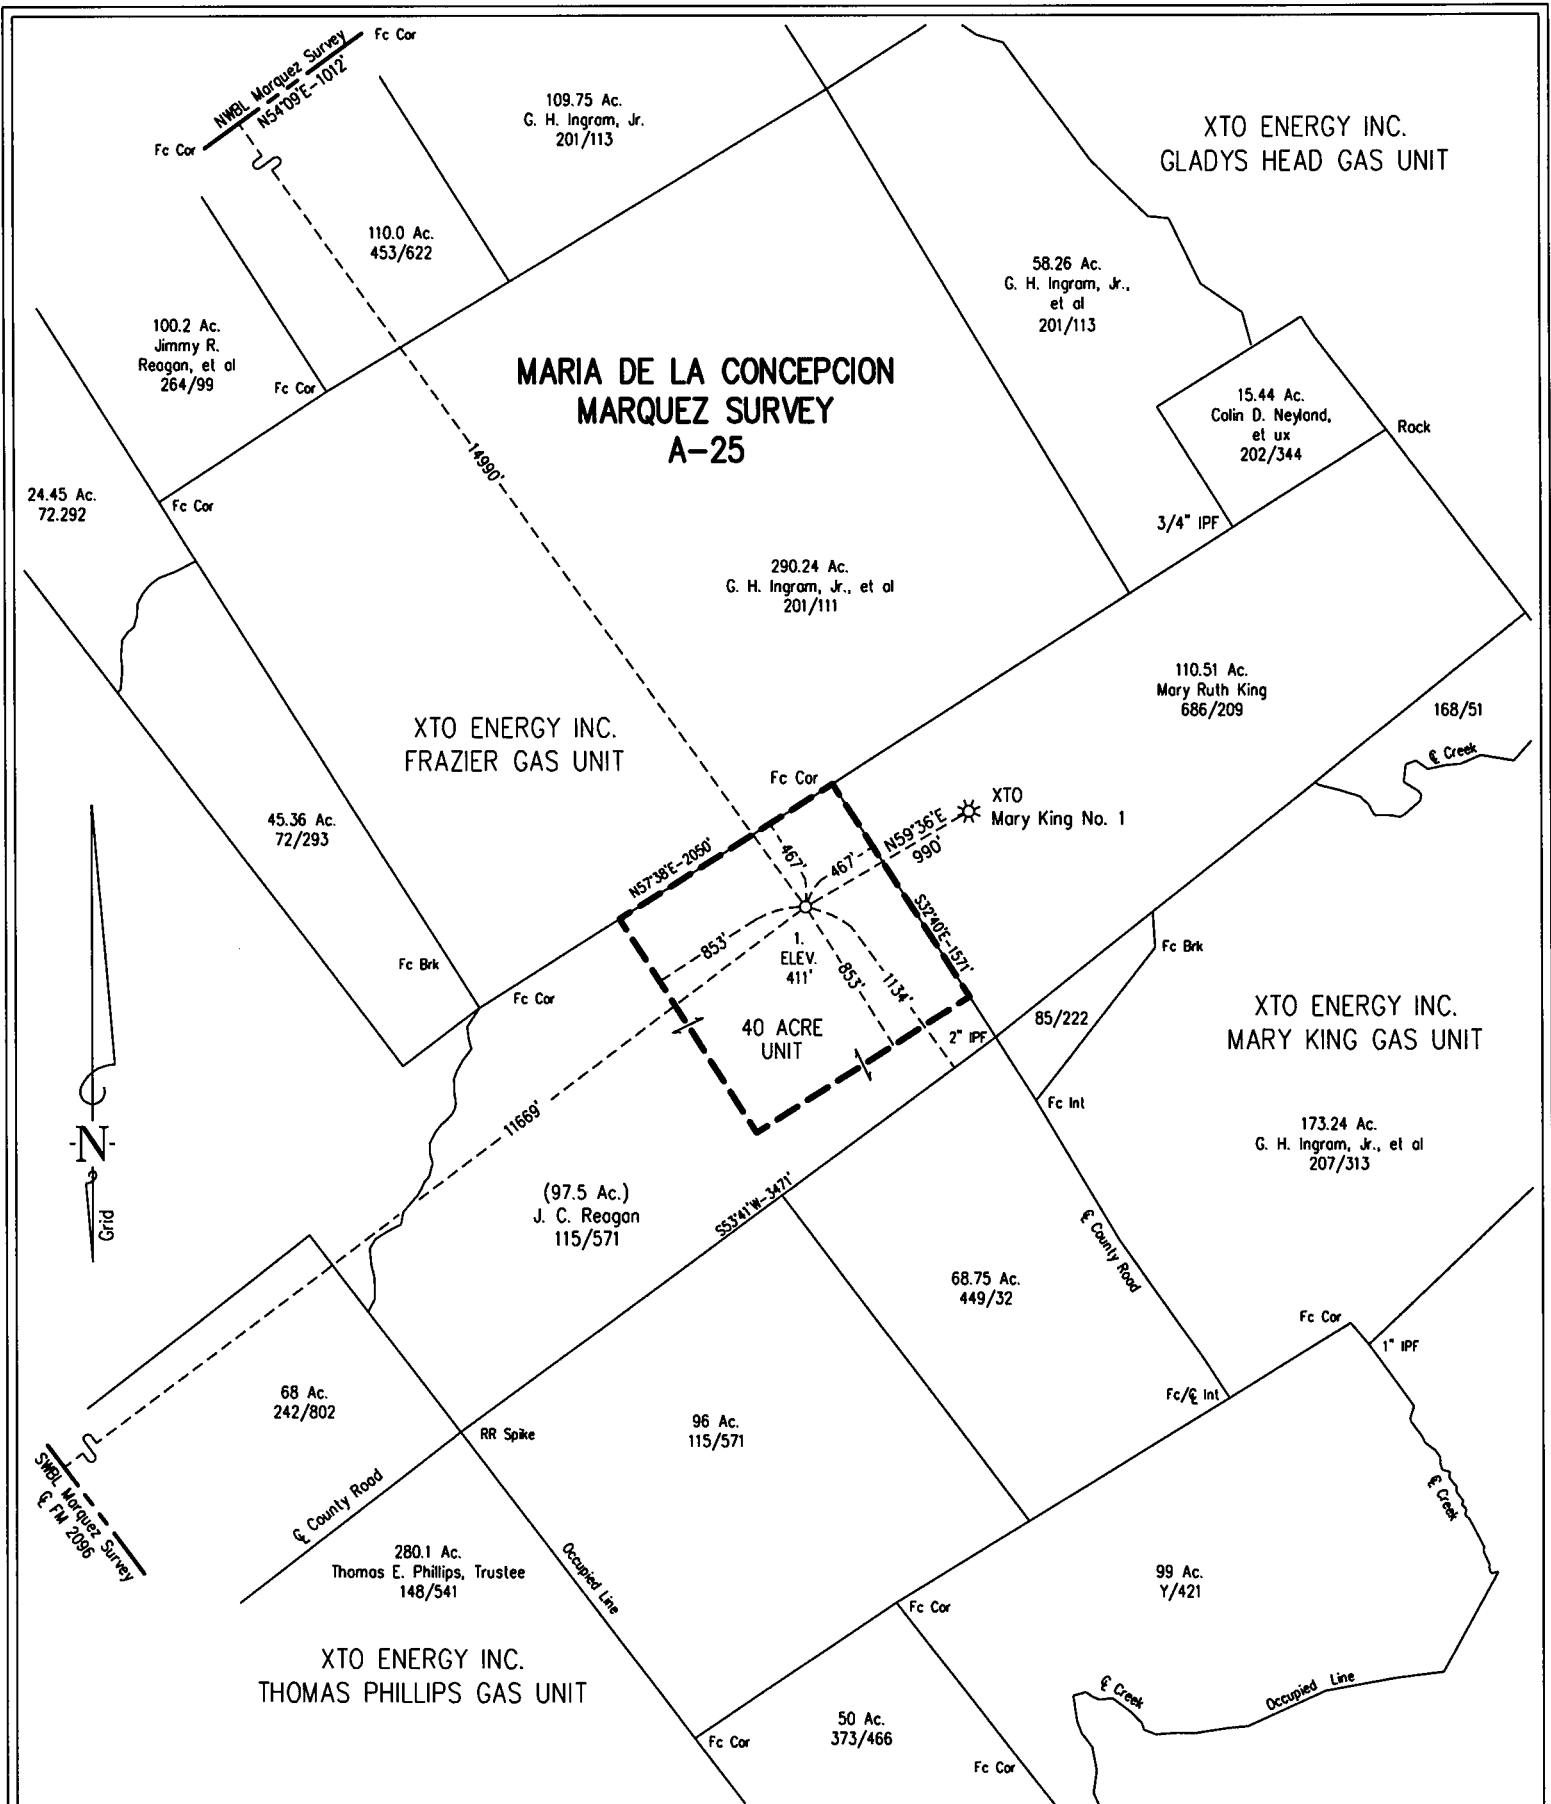 Fc Cor
NWBL Marquez Survey
N54°09'E-1012'
Fc Cor
109.75 Ac.
G. H. Ingram, Jr.
201/113
XTO ENERGY INC.
GLADYS HEAD GAS UNIT
110.0 Ac.
453/622
58.26 Ac.
G. H. Ingram, Jr.,
et al
201/113
100.2 Ac.
Jimmy R.
Reagan, et al
264/99
Fc Cor
MARIA DE LA CONCEPCION
MARQUEZ SURVEY
A-25
15.44 Ac.
Colin D. Neyland,
et ux
202/344
Rock
14990'
24.45 Ac.
72.292
Fc Cor
3/4" IPF
290.24 Ac.
G. H. Ingram, Jr., et al
201/111
110.51 Ac.
Mary Ruth King
686/209
168/51
XTO ENERGY INC.
FRAZIER GAS UNIT
℄ Creek
Fc Cor
XTO
Mary King No. 1
45.36 Ac.
72/293
N57°38'E-2050'
467'
467'
N59°36'E
990'
S32°40'E-1571'
853'
1.
ELEV.
411'
853'
1134'
Fc Brk
Fc Cor
Fc Brk
40 ACRE
UNIT
2" IPF
85/222
XTO ENERGY INC.
MARY KING GAS UNIT
Fc Int
11669'
-N-
Grid
173.24 Ac.
G. H. Ingram, Jr., et al
207/313
(97.5 Ac.)
J. C. Reagan
115/571
S53°41'W-3471'
℄ County Road
68.75 Ac.
449/32
Fc Cor
1" IPF
68 Ac.
242/802
Fc/℄ Int
RR Spike
96 Ac.
115/571
SWBL Marquez Survey
℄ FM 2096
℄ County Road
℄ Creek
280.1 Ac.
Thomas E. Phillips, Trustee
148/541
Occupied Line
99 Ac.
Y/421
Fc Cor
XTO ENERGY INC.
THOMAS PHILLIPS GAS UNIT
℄ Creek
Occupied Line
50 Ac.
373/466
Fc Cor
Fc Cor